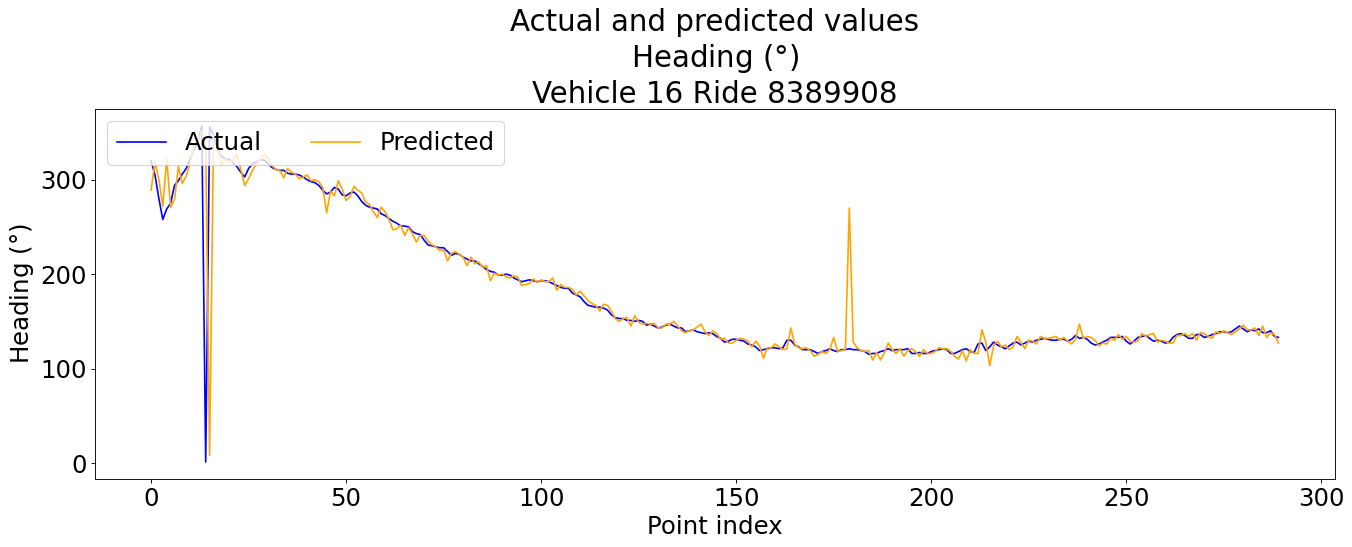 Actual and predicted values
Heading (°)
Vehicle 16 Ride 8389908
Actual
Predicted
Heading (°)
300
200
100
0
0
50
100
150
200
250
300
Point index